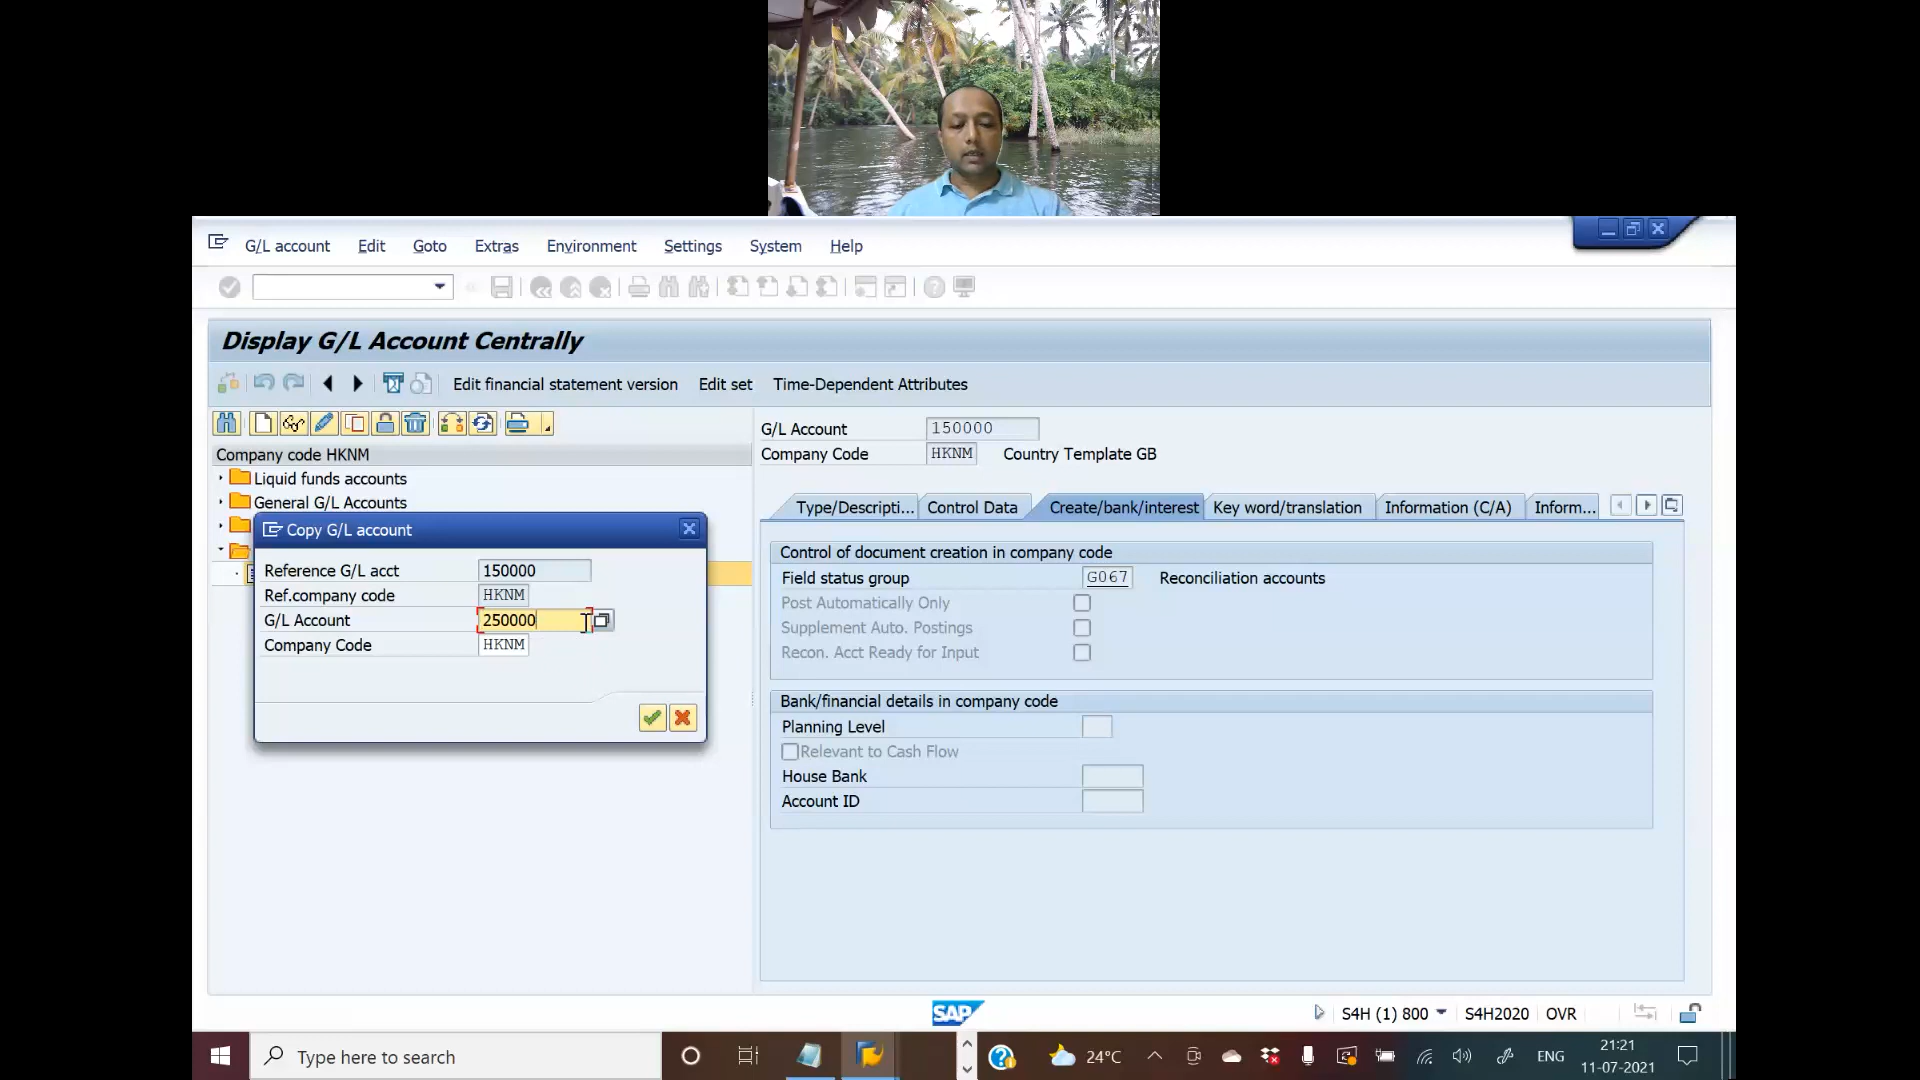 G/L account Edit Goto Extras Environment Settings System Help
Display G/L Account Centrally
Edit financial statement version Edit set Time-Dependent Attributes
Company code HKNM
Liquid funds accounts
General G/L Accounts
Copy G/L account
Reference G/L acct 150000
Ref.company code HKNM
G/L Account 250000
Company Code HKNM
G/L Account 150000
Company Code HKNM Country Template GB
Type/Descripti... Control Data Create/bank/interest Key word/translation Information (C/A) Inform...
Control of document creation in company code
Field status group G067 Reconciliation accounts
Post Automatically Only
Supplement Auto. Postings
Recon. Acct Ready for Input
Bank/financial details in company code
Planning Level
Relevant to Cash Flow
House Bank
Account ID
SAP
S4H (1) 800 S4H2020 OVR
Type here to search
24°C
ENG
21:21
11-07-2021